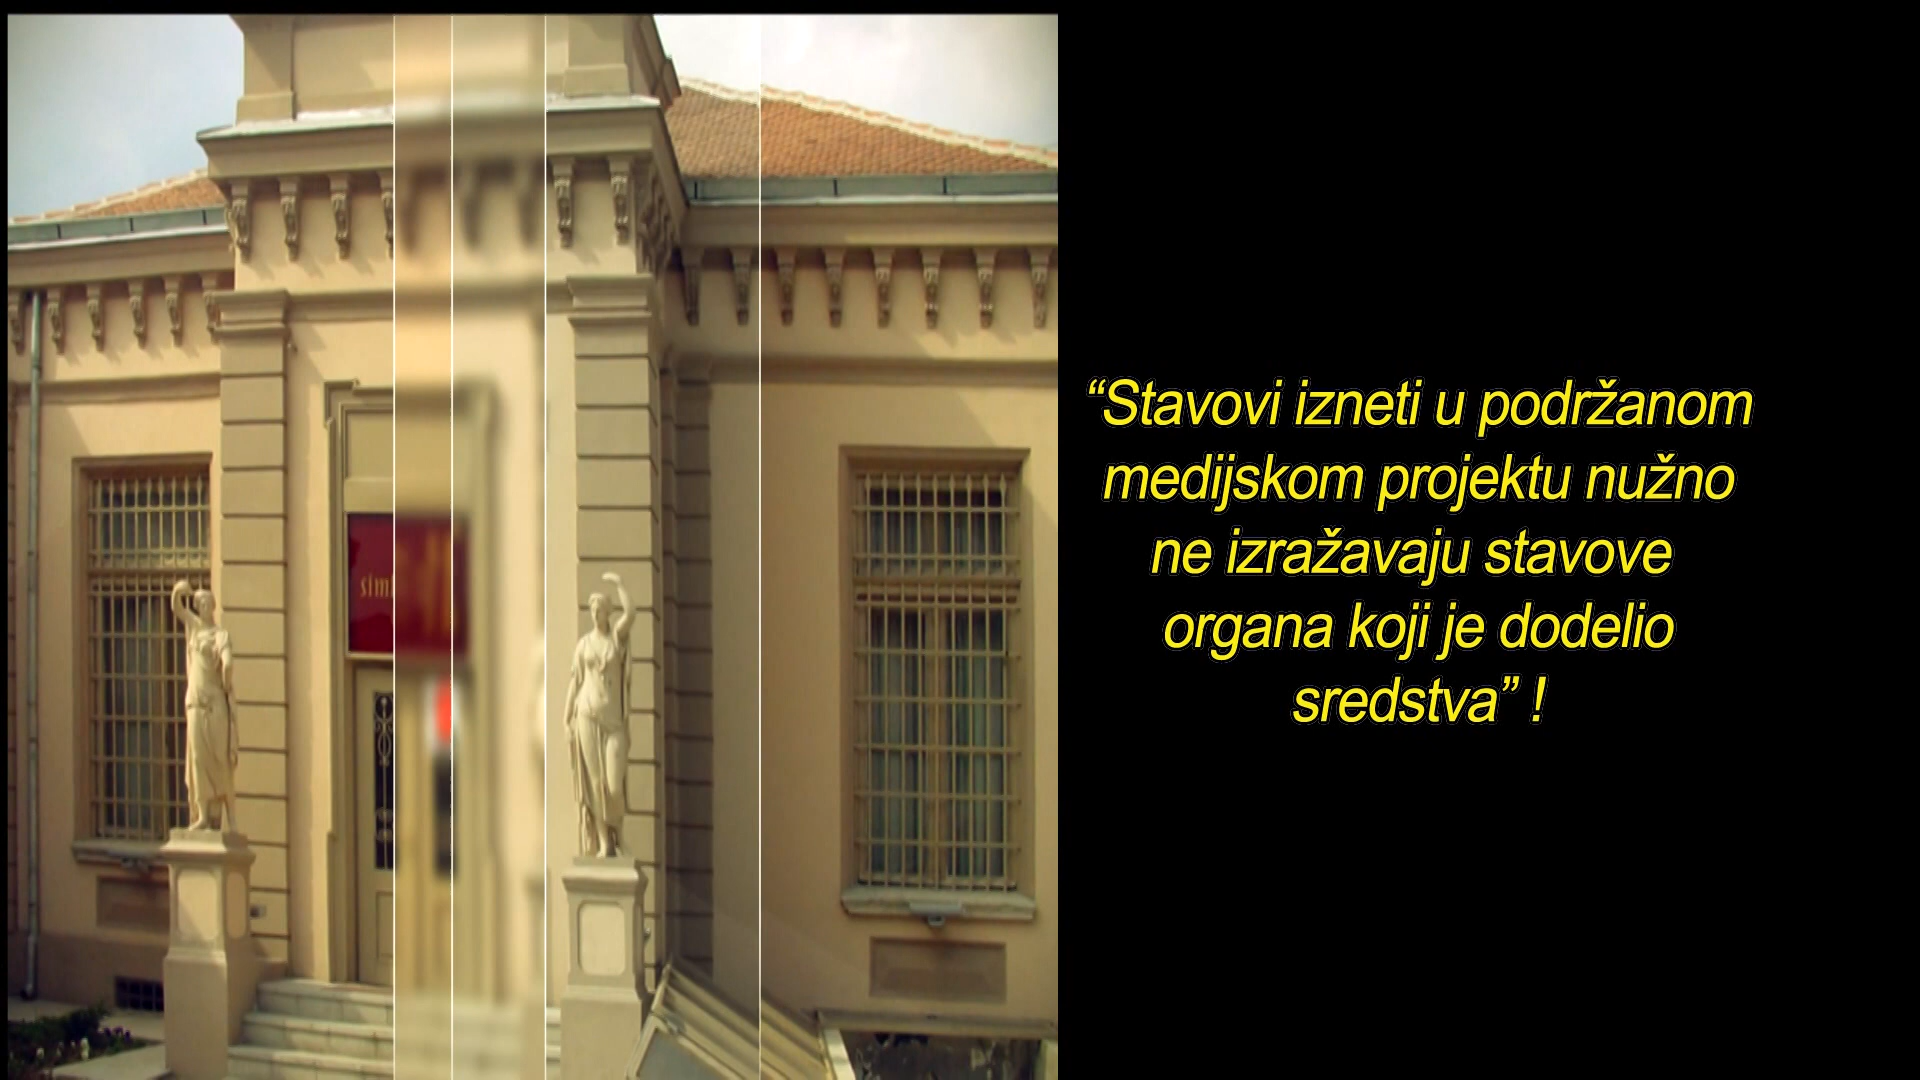 “Stavovi izneti u podržanom
medijskom projektu nužno
ne izražavaju stavove
organa koji je dodelio
sredstva” !